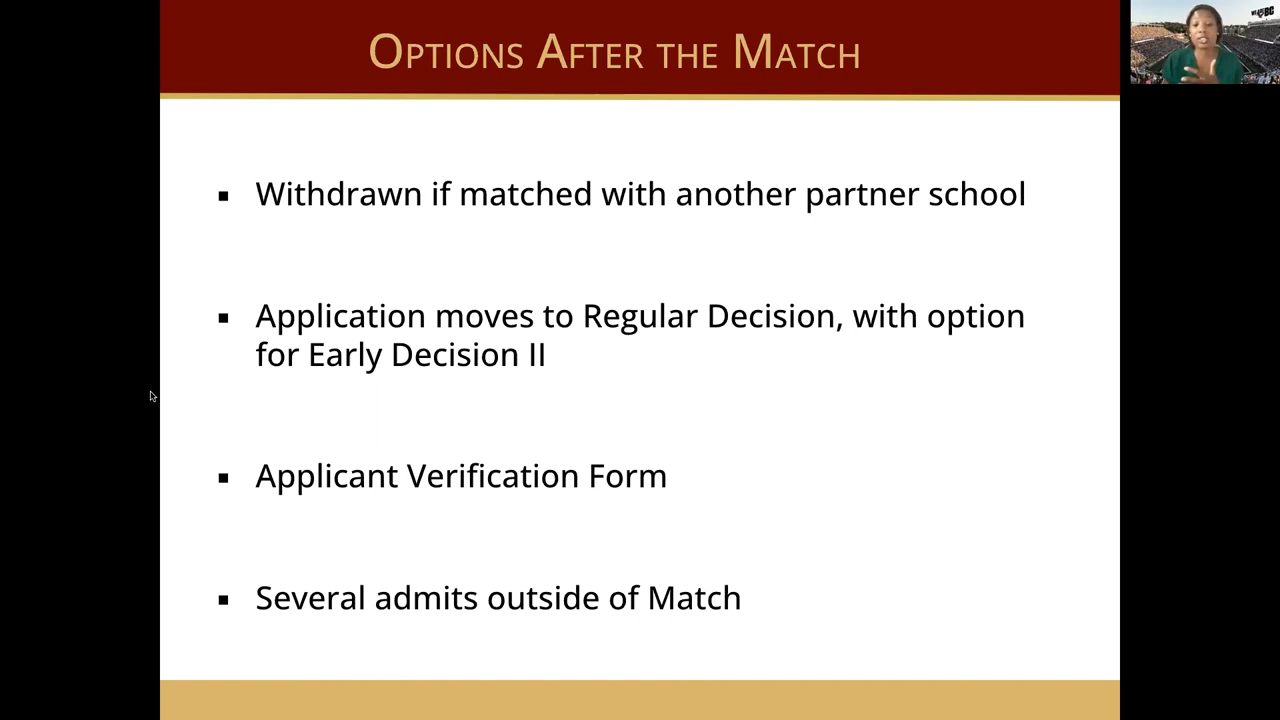 OPTIONS AFTER THE MATCH
▪ Withdrawn if matched with another partner school
▪ Application moves to Regular Decision, with option
for Early Decision II
▪ Applicant Verification Form
▪ Several admits outside of Match